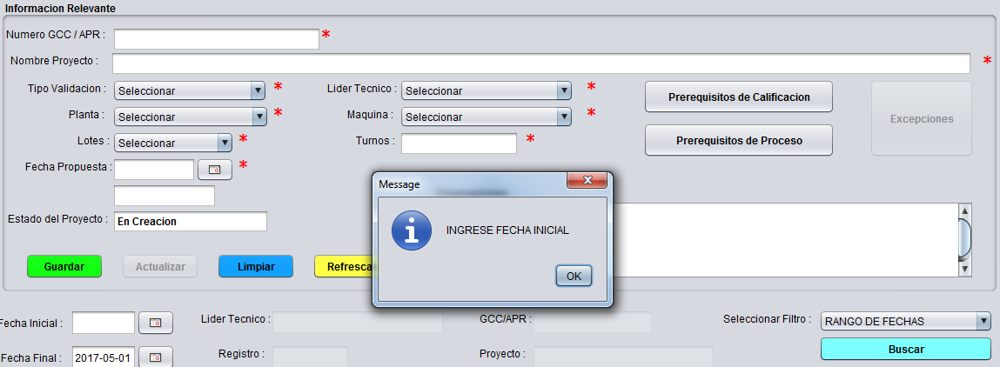 Informacion Relevante
Numero GCC / APR :
*
Nombre Proyecto :
*
Tipo Validacion : Seleccionar * Lider Tecnico : Seleccionar * Prerequisitos de Calificacion
Planta : Seleccionar * Maquina : Seleccionar * Excepciones
Lotes : Seleccionar * Turnos : * Prerequisitos de Proceso
Fecha Propuesta : *
Message
Estado del Proyecto : En Creacion
INGRESE FECHA INICIAL
Guardar Actualizar Limpiar Refresca
OK
Fecha Inicial : Lider Tecnico : GCC/APR : Seleccionar Filtro : RANGO DE FECHAS
Fecha Final : 2017-05-01 Registro : Proyecto : Buscar